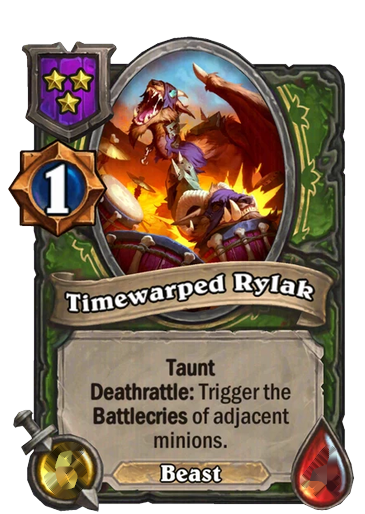 1
Timewarped Rylak
Taunt
Deathrattle: Trigger the
Battlecries of adjacent
minions.
Beast